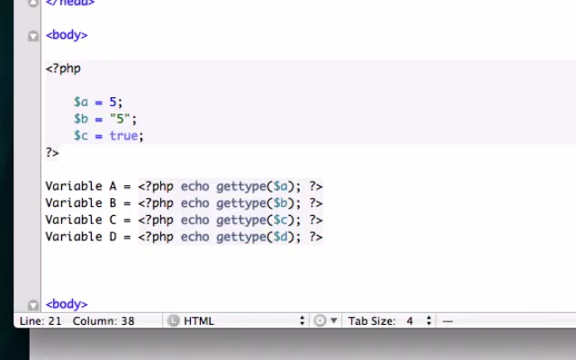 </head>
<body>
<?php
$a = 5;
$b = "5";
$c = true;
?>
Variable A = <?php echo gettype($a); ?>
Variable B = <?php echo gettype($b); ?>
Variable C = <?php echo gettype($c); ?>
Variable D = <?php echo gettype($d); ?>
<body>
Line: 21 Column: 38 L HTML Tab Size: 4 —